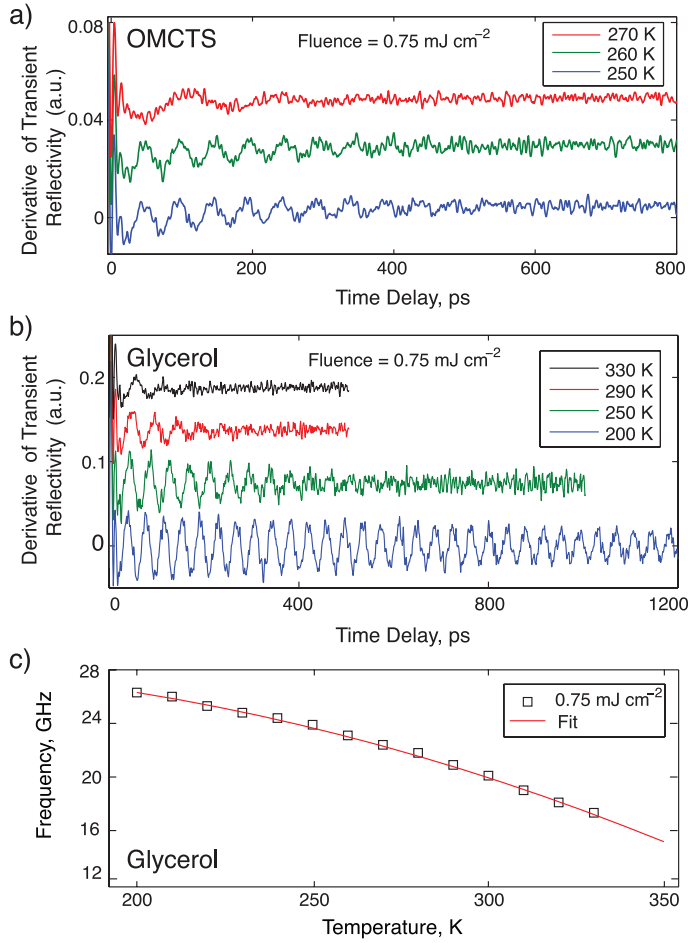 a)
OMCTS
Fluence = 0.75 mJ cm⁻²
270 K
260 K
250 K
Derivative of Transient
Reflectivity (a.u.)
0.08
0.04
0
0 200 400 600 800
Time Delay, ps
b)
Glycerol
Fluence = 0.75 mJ cm⁻²
330 K
290 K
250 K
200 K
Derivative of Transient
Reflectivity (a.u.)
0.2
0.1
0
0 400 800 1200
Time Delay, ps
c)
0.75 mJ cm⁻²
Fit
Frequency, GHz
28
24
20
16
12
Glycerol
200 250 300 350
Temperature, K